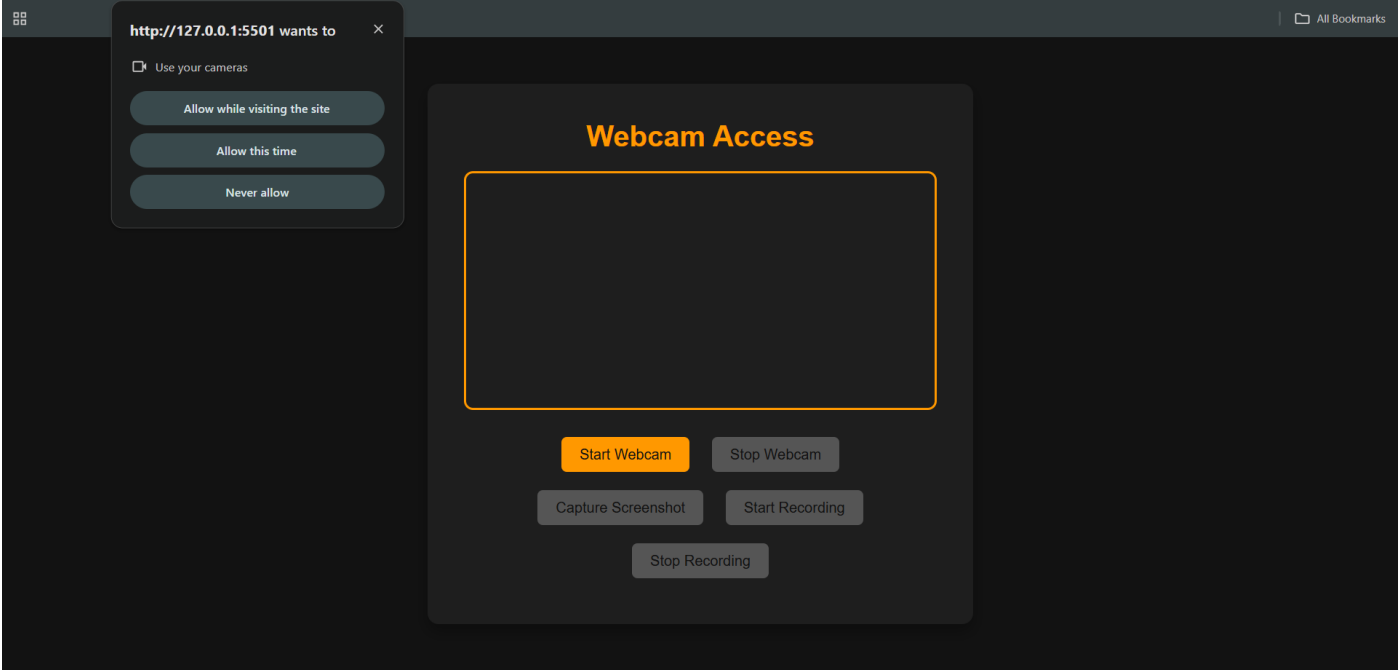 All Bookmarks
http://127.0.0.1:5501 wants to
Use your cameras
Allow while visiting the site
Allow this time
Never allow
Webcam Access
Start Webcam
Stop Webcam
Capture Screenshot
Start Recording
Stop Recording